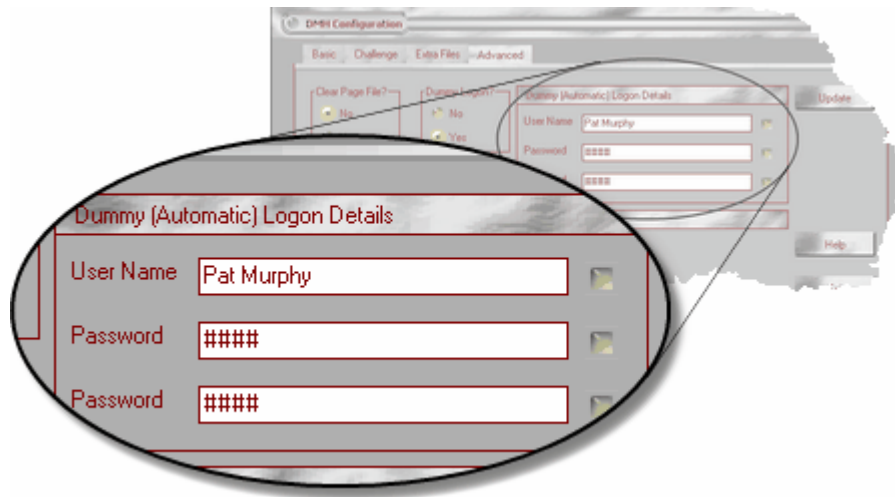 DMH Configuration
Basic Challenge Extra Files Advanced
Clear Page File?
No
Dummy Logon?
No
Yes
Dummy (Automatic) Logon Details
User Name Pat Murphy
Password ####
####
Update
Help
Dummy (Automatic) Logon Details
User Name Pat Murphy
Password ####
Password ####